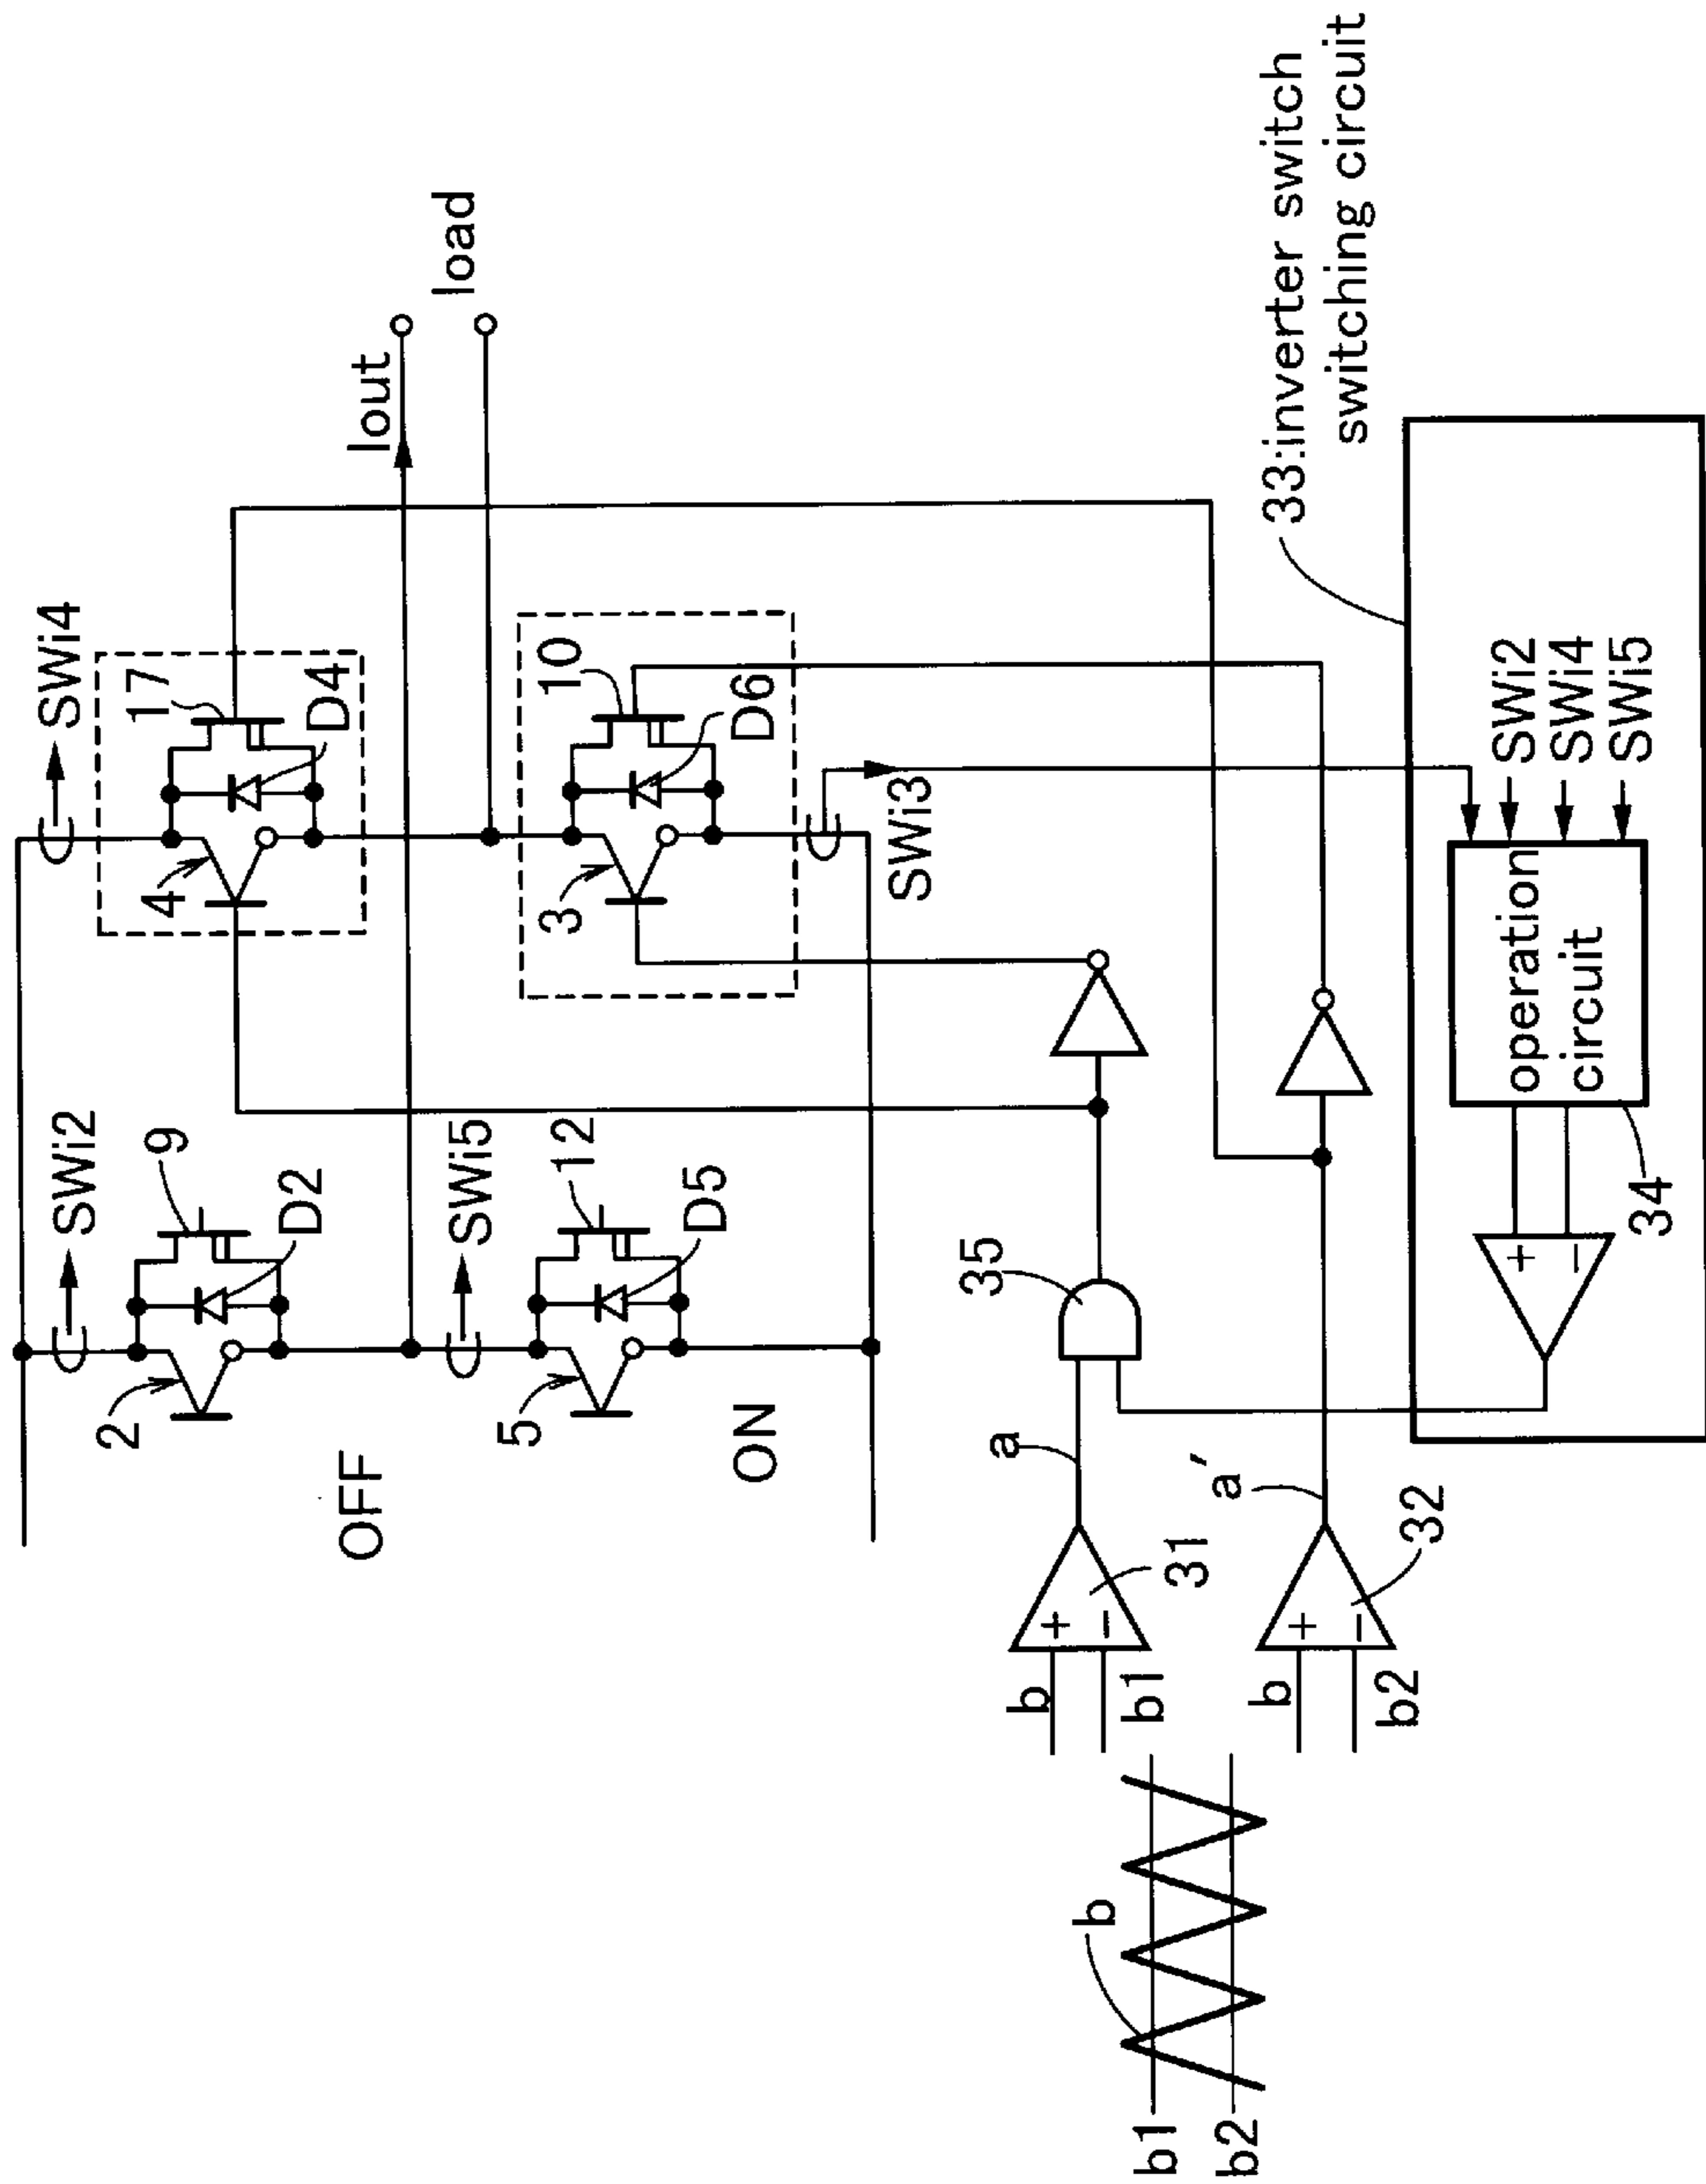 SWi2
SWi4
9
17
2
4
D2
D4
OFF
Iout
load
SWi5
12
10
5
3
D5
D6
ON
SWi3
b
b1
b2
b
b1
+
−
31
a
35
b
b2
+
−
32
a'
33:inverter switch
switching circuit
+
−
34
operation
circuit
SWi2
SWi4
SWi5